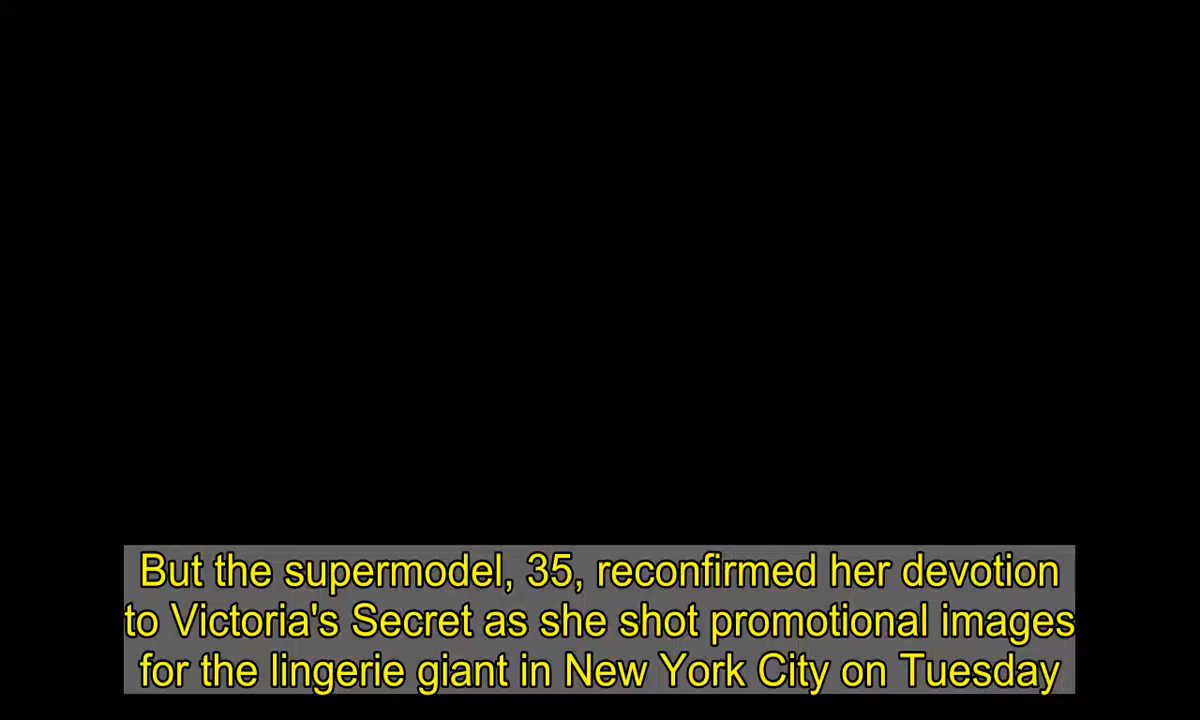 But the supermodel, 35, reconfirmed her devotion
to Victoria's Secret as she shot promotional images
for the lingerie giant in New York City on Tuesday